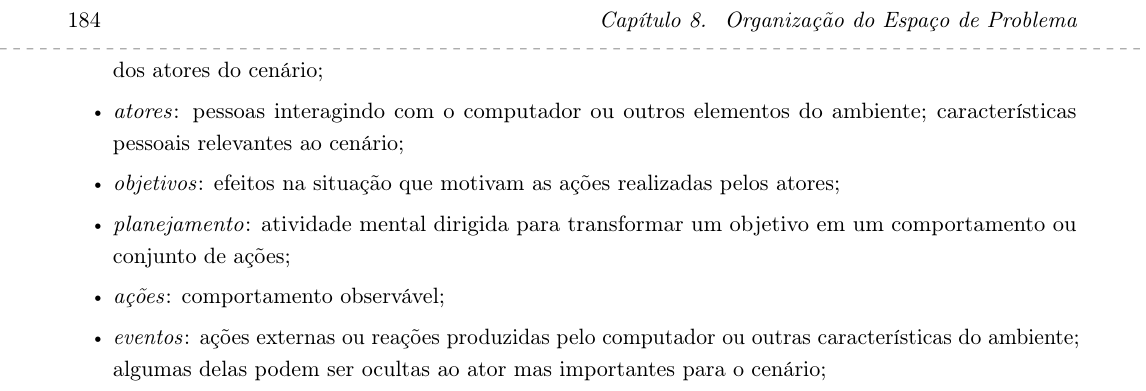 184 Capítulo 8. Organização do Espaço de Problema
dos atores do cenário;
• atores: pessoas interagindo com o computador ou outros elementos do ambiente; características
pessoais relevantes ao cenário;
• objetivos: efeitos na situação que motivam as ações realizadas pelos atores;
• planejamento: atividade mental dirigida para transformar um objetivo em um comportamento ou
conjunto de ações;
• ações: comportamento observável;
• eventos: ações externas ou reações produzidas pelo computador ou outras características do ambiente;
algumas delas podem ser ocultas ao ator mas importantes para o cenário;